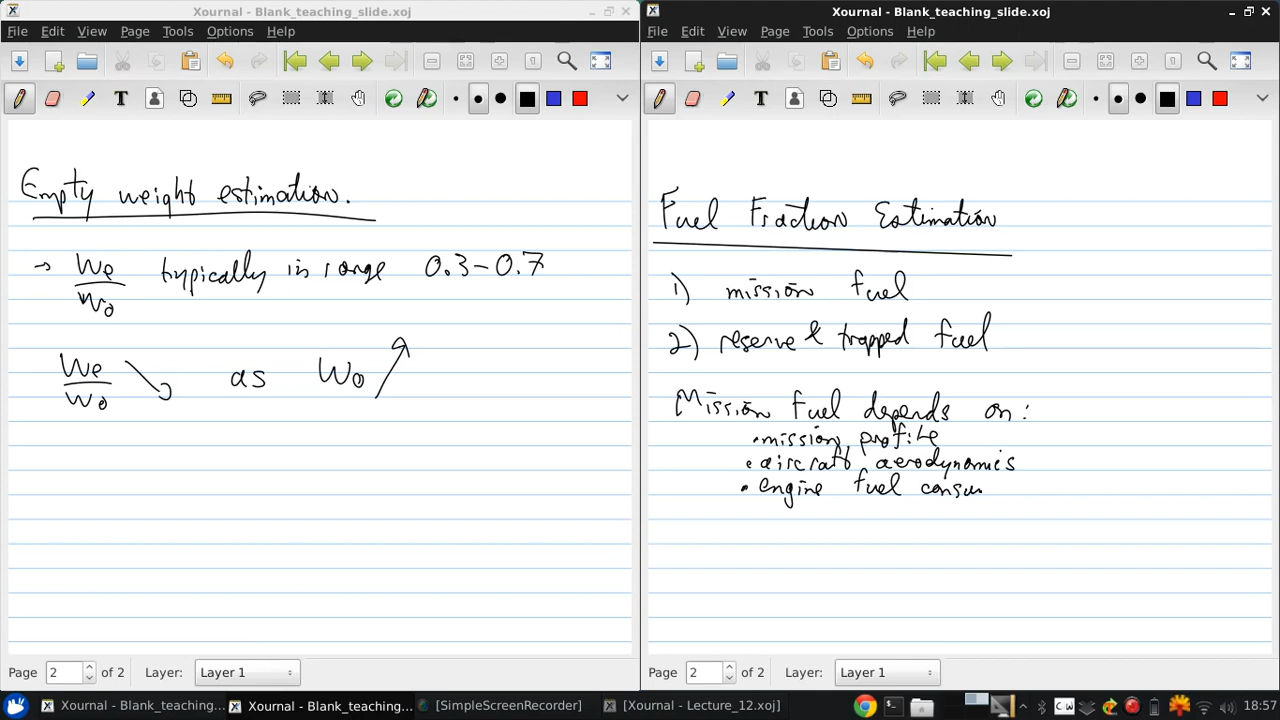 Xournal - Blank_teaching_slide.xoj
File Edit View Page Tools Options Help
Empty weight estimation.
→ We/Wo typically in range 0.3-0.7
We/Wo ↘ as Wo ↗
Page 2 of 2 Layer: Layer 1
Xournal - Blank_teaching_slide.xoj
File Edit View Page Tools Options Help
Fuel Fraction Estimation
1) mission fuel
2) reserve & trapped fuel
Mission fuel depends on:
• mission profile
• aircraft aerodynamics
• engine fuel consu
Page 2 of 2 Layer: Layer 1
Xournal - Blank_teaching... Xournal - Blank_teaching... [SimpleScreenRecorder] [Xournal - Lecture_12.xoj] CW 18:57